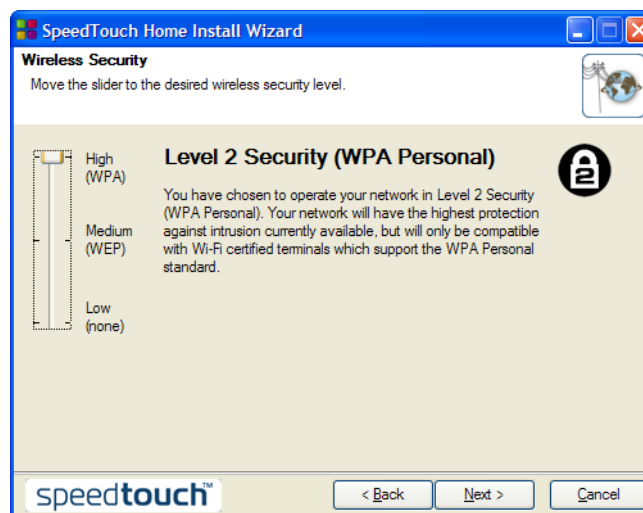 SpeedTouch Home Install Wizard
Wireless Security
Move the slider to the desired wireless security level.
High
(WPA)
Medium
(WEP)
Low
(none)
Level 2 Security (WPA Personal)
2
You have chosen to operate your network in Level 2 Security
(WPA Personal). Your network will have the highest protection
against intrusion currently available, but will only be compatible
with Wi-Fi certified terminals which support the WPA Personal
standard.
speedtouch™
< Back
Next >
Cancel